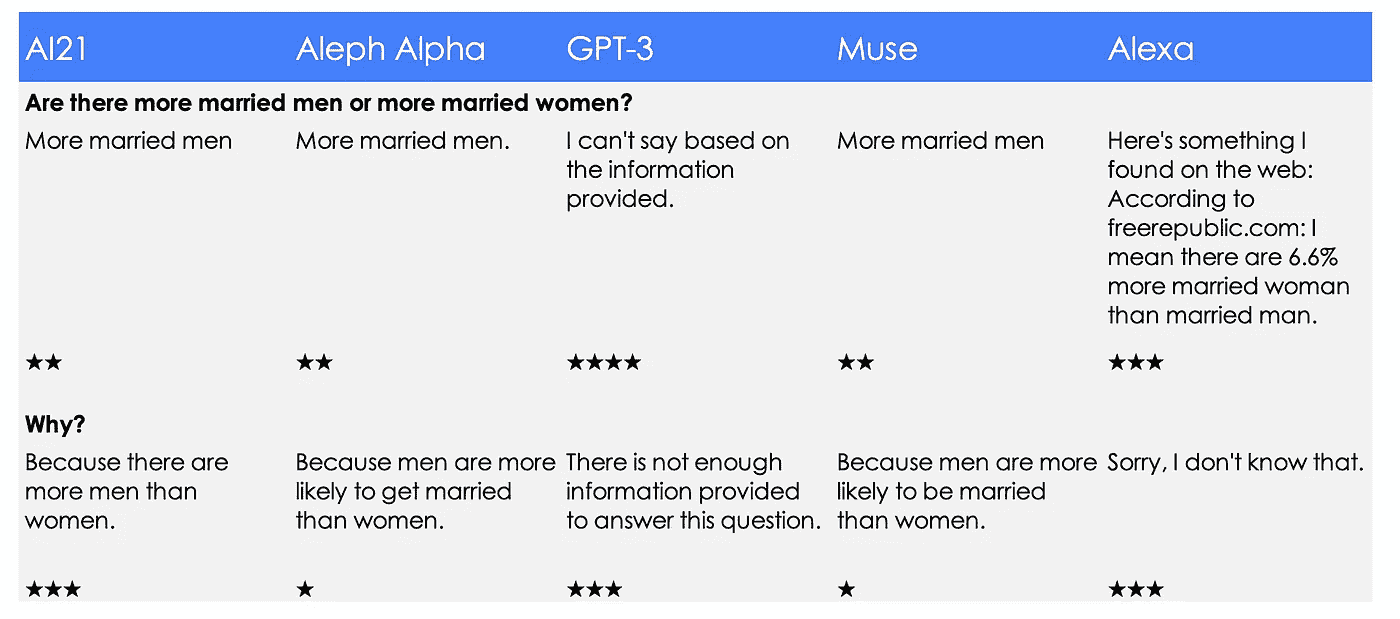 AI21 Aleph Alpha GPT-3 Muse Alexa
Are there more married men or more married women?
More married men
More married men.
I can't say based on
the information
provided.
More married men
Here's something I
found on the web:
According to
freerepublic.com: I
mean there are 6.6%
more married woman
than married man.
★★ ★★ ★★★★ ★★ ★★★
Why?
Because there are
more men than
women.
Because men are more
likely to get married
than women.
There is not enough
information provided
to answer this question.
Because men are more
likely to be married
than women.
Sorry, I don't know that.
★★★ ★ ★★★ ★ ★★★